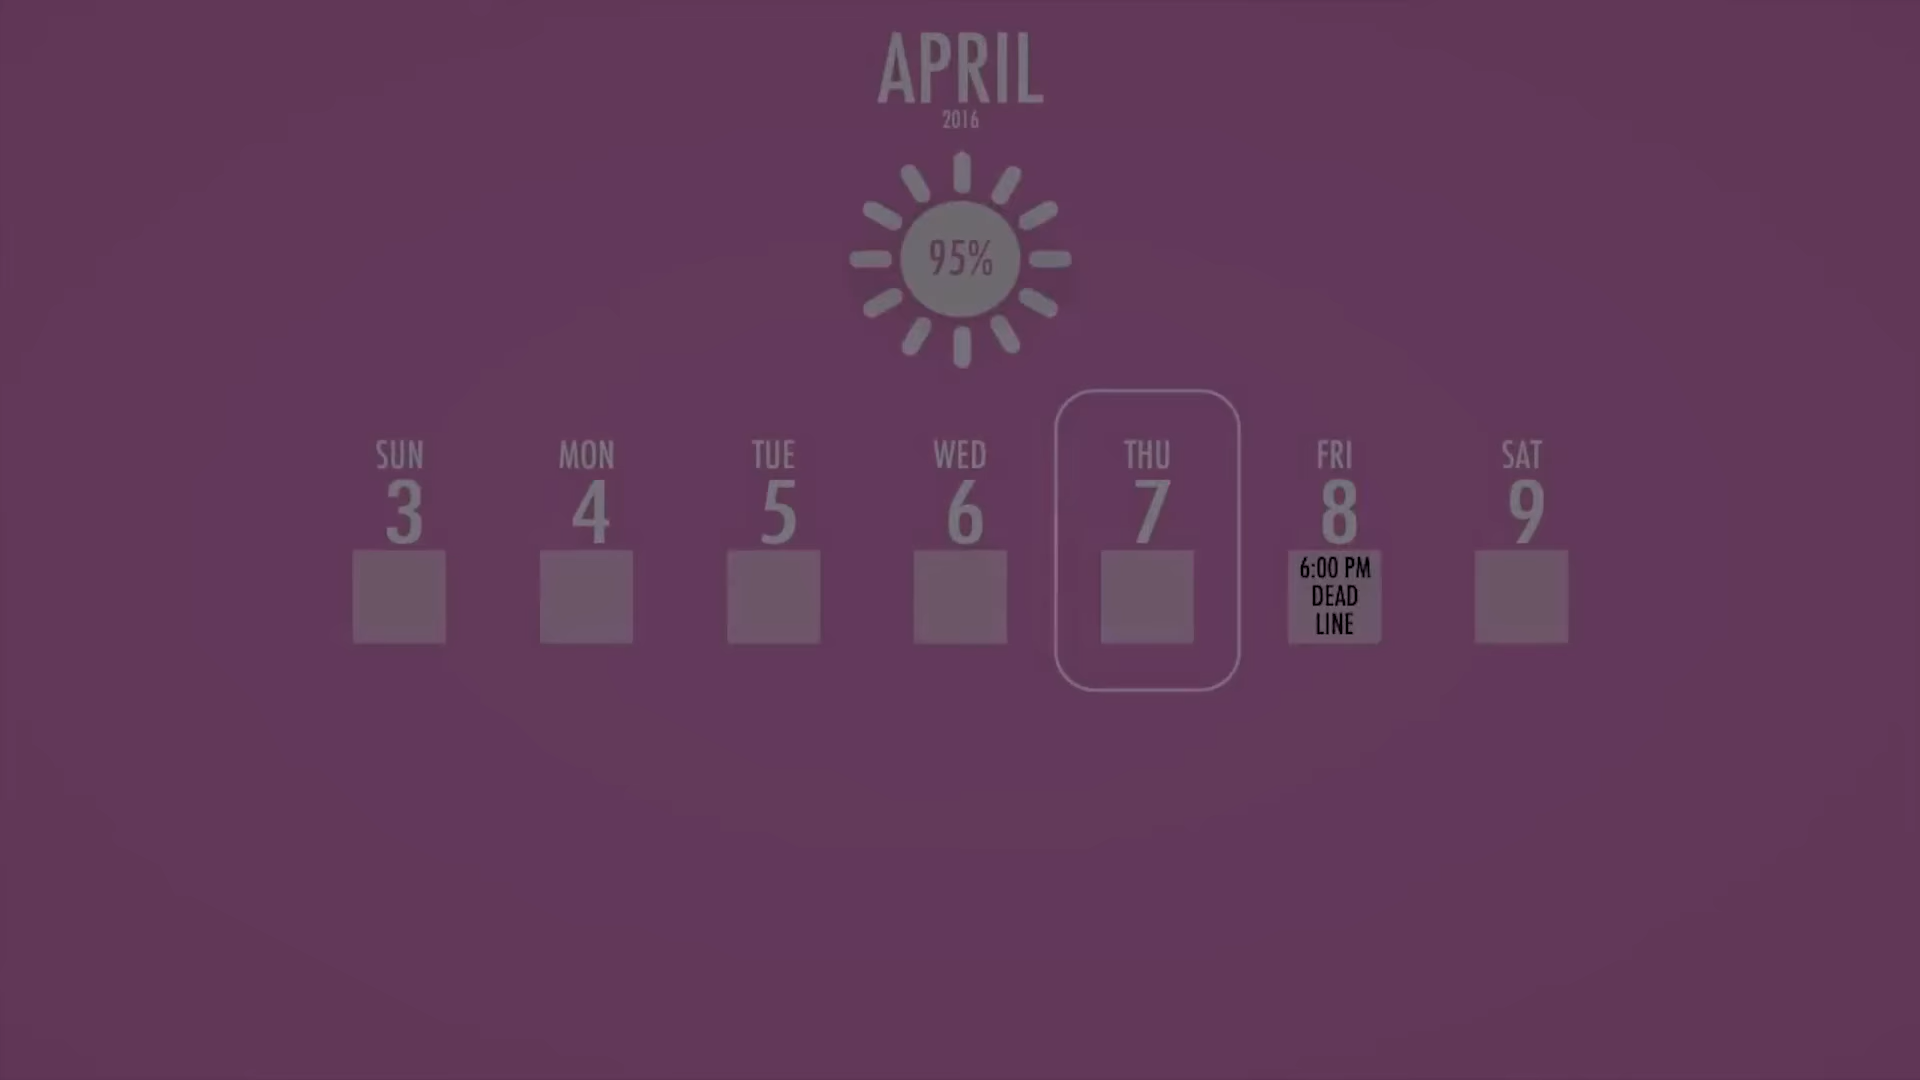 APRIL
2016
95%
SUN MON TUE WED THU FRI SAT
3 4 5 6 7 8 9
6:00 PM
DEAD
LINE